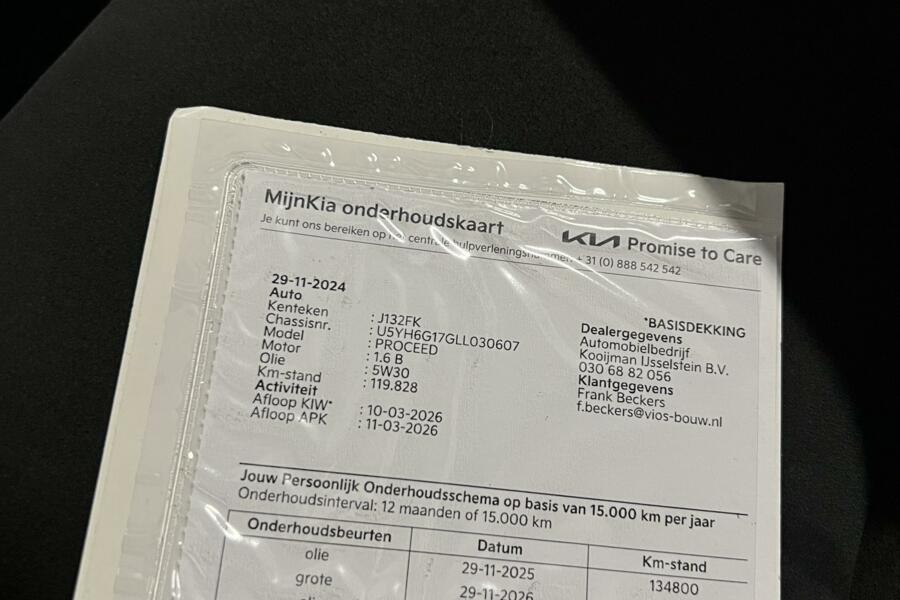 MijnKia onderhoudskaart
KIA Promise to Care
Je kunt ons bereiken op het centrale hulpverleningsnummer: +31 (0) 888 542 542
29-11-2024
Auto
Kenteken : J132FK
Chassisnr. : U5YH6G17GLL030607
Model : PROCEED
Motor : 1.6 B
Olie : 5W30
Km-stand : 119.828
Activiteit
Afloop KIW* : 10-03-2026
Afloop APK : 11-03-2026
*BASISDEKKING
Dealergegevens
Automobielbedrijf
Kooijman IJsselstein B.V.
030 68 82 056
Klantgegevens
Frank Beckers
f.beckers@vios-bouw.nl
Jouw Persoonlijk Onderhoudsschema op basis van 15.000 km per jaar
Onderhoudsinterval: 12 maanden of 15.000 km
Onderhoudsbeurten Datum Km-stand
olie 29-11-2025 134800
grote 29-11-2026